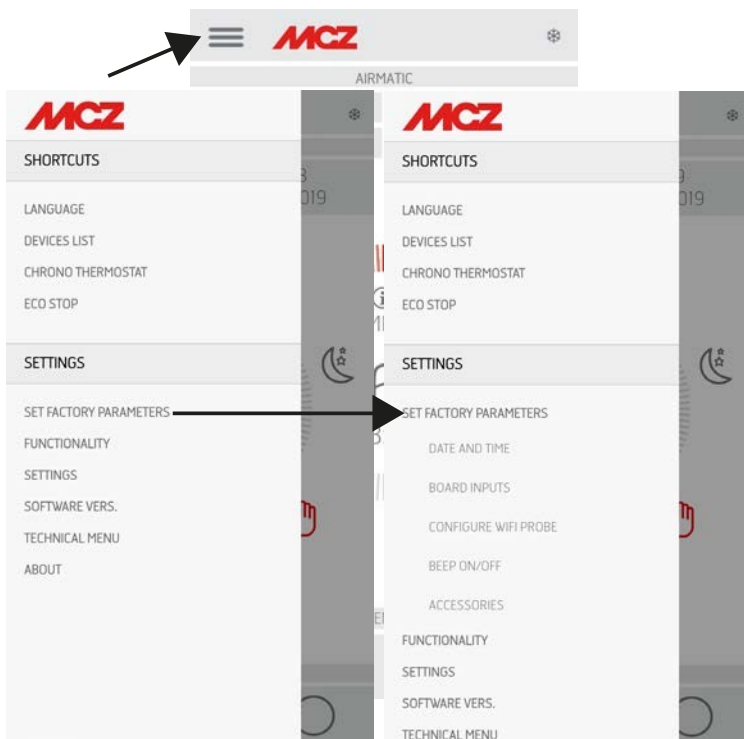 MCZ
AIRMATIC
MCZ
SHORTCUTS
LANGUAGE
DEVICES LIST
CHRONO THERMOSTAT
ECO STOP
SETTINGS
SET FACTORY PARAMETERS
FUNCTIONALITY
SETTINGS
SOFTWARE VERS.
TECHNICAL MENU
ABOUT
019
MCZ
SHORTCUTS
LANGUAGE
DEVICES LIST
CHRONO THERMOSTAT
ECO STOP
SETTINGS
SET FACTORY PARAMETERS
DATE AND TIME
BOARD INPUTS
CONFIGURE WIFI PROBE
BEEP ON/OFF
ACCESSORIES
FUNCTIONALITY
SETTINGS
SOFTWARE VERS.
TECHNICAL MENU
019